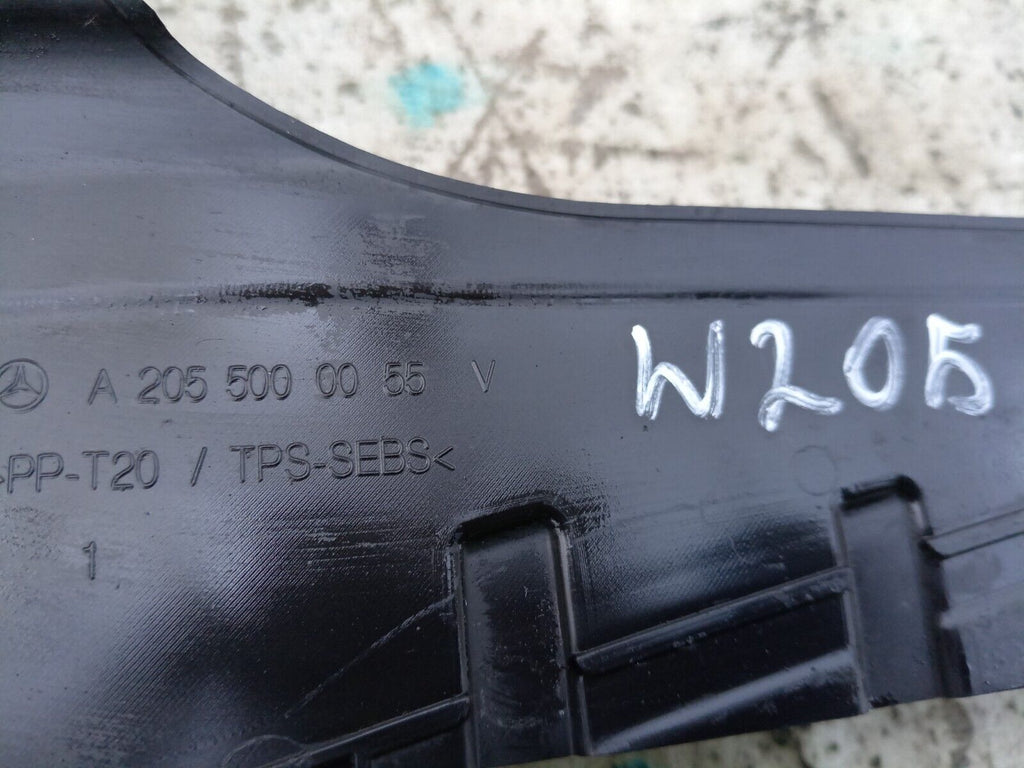 A 205 500 00 55 V
W205
>PP-T20 / TPS-SEBS<
1